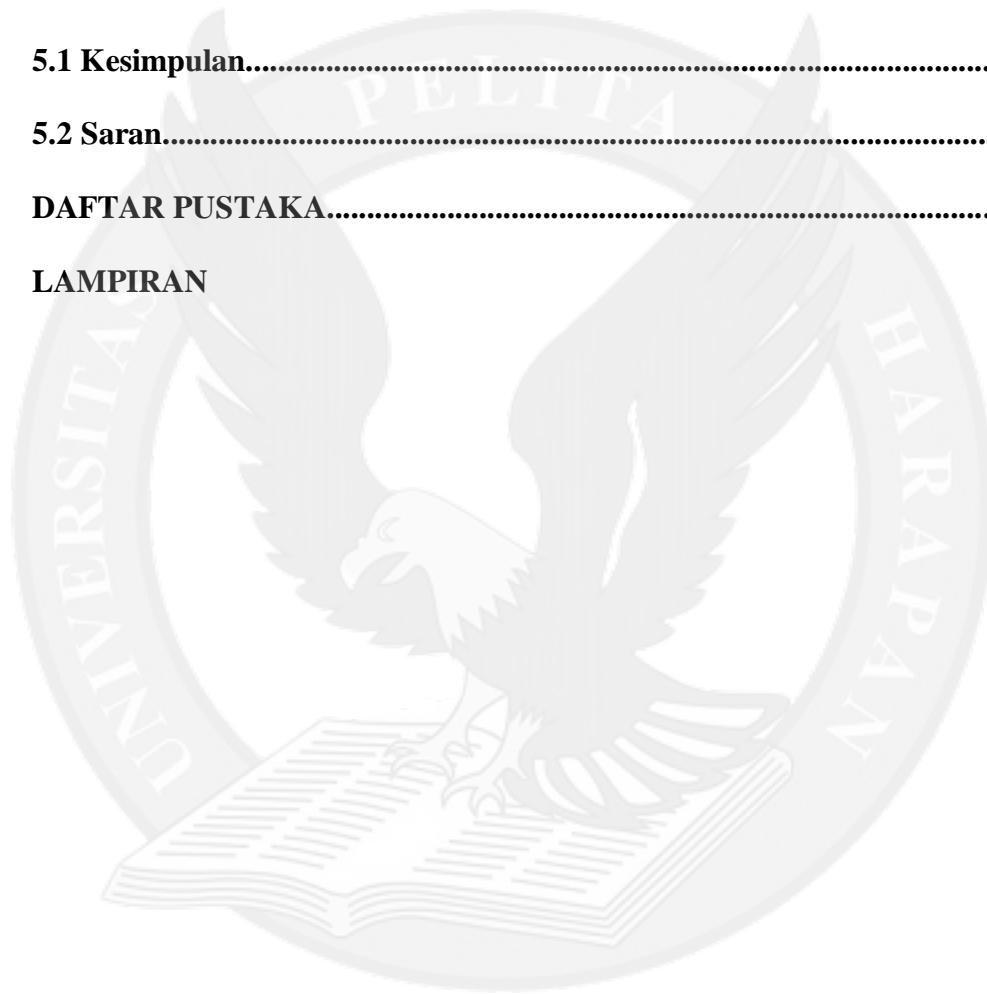 5.1 Kesimpulan...............................................................................................
5.2 Saran.........................................................................................................
DAFTAR PUSTAKA....................................................................................
LAMPIRAN
UNIVERSITAS PELITA HARAPAN